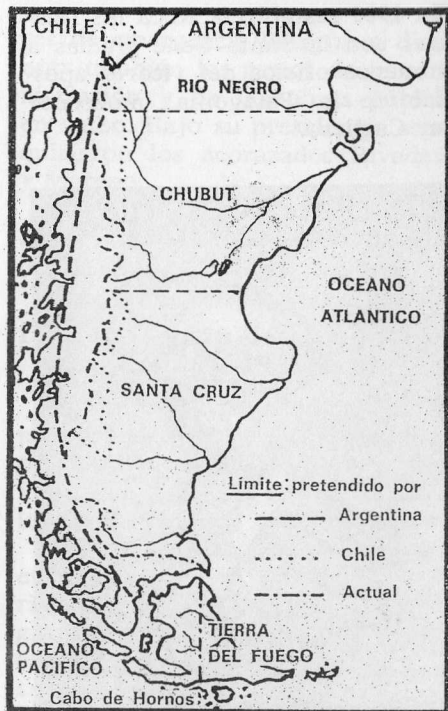 CHILE
ARGENTINA
RIO NEGRO
CHUBUT
OCEANO
ATLANTICO
SANTA CRUZ
Límite: pretendido por
Argentina
Chile
Actual
TIERRA
DEL FUEGO
OCEANO
PACÍFICO
Cabo de Hornos